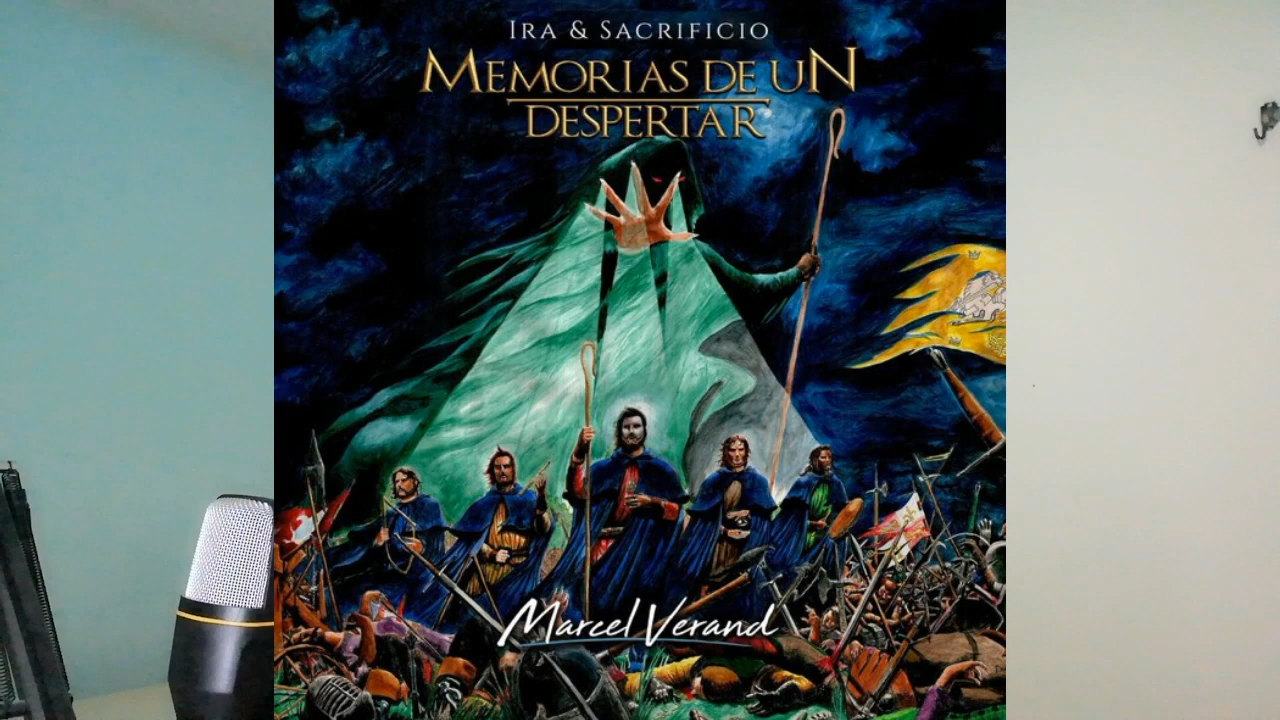 Ira & Sacrificio
Memorias de un
Despertar
Marcel Verand